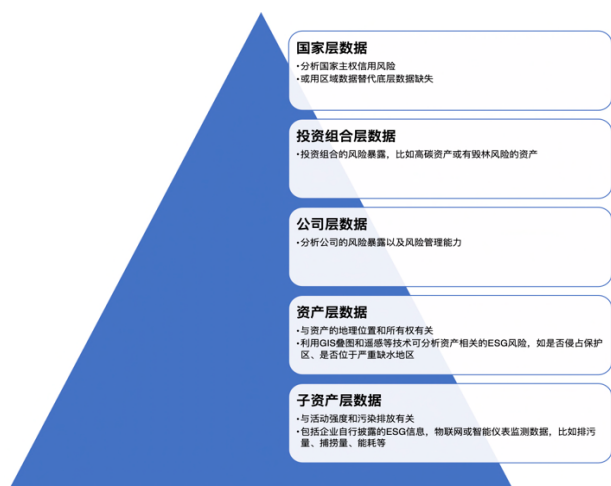 国家层数据
•分析国家主权信用风险
•或用区域数据替代底层数据缺失
投资组合层数据
•投资组合的风险暴露，比如高碳资产或有毁林风险的资产
公司层数据
•分析公司的风险暴露以及风险管理能力
资产层数据
•与资产的地理位置和所有权有关
•利用GIS叠图和遥感等技术可分析资产相关的ESG风险，如是否侵占保护
区、是否位于严重缺水地区
子资产层数据
•与活动强度和污染排放有关
•包括企业自行披露的ESG信息，物联网或智能仪表监测数据，比如排污
量、捕捞量、能耗等